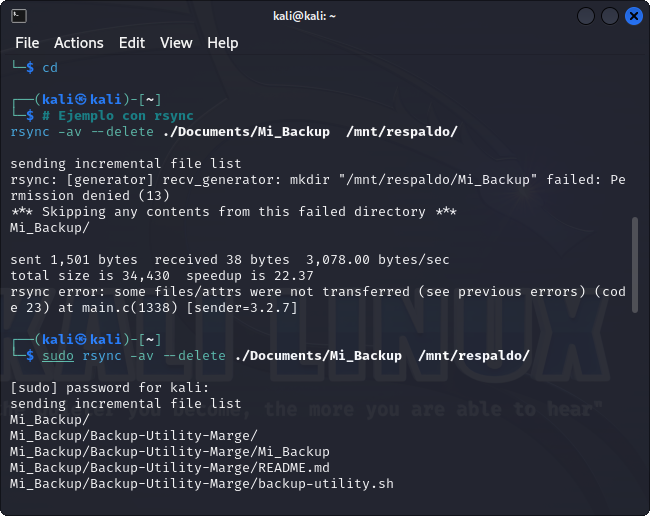 kali@kali: ~
File Actions Edit View Help
└─$ cd
┌──(kali㉿kali)-[~]
└─$ # Ejemplo con rsync
rsync -av --delete ./Documents/Mi_Backup  /mnt/respaldo/
sending incremental file list
rsync: [generator] recv_generator: mkdir "/mnt/respaldo/Mi_Backup" failed: Pe
rmission denied (13)
*** Skipping any contents from this failed directory ***
Mi_Backup/
sent 1,501 bytes  received 38 bytes  3,078.00 bytes/sec
total size is 34,430  speedup is 22.37
rsync error: some files/attrs were not transferred (see previous errors) (cod
e 23) at main.c(1338) [sender=3.2.7]
KALI LINUX
┌──(kali㉿kali)-[~]
└─$ sudo rsync -av --delete ./Documents/Mi_Backup  /mnt/respaldo/
[sudo] password for kali:
sending incremental file list
Mi_Backup/
you become, the more you are able to hear"
Mi_Backup/Backup-Utility-Marge/
Mi_Backup/Backup-Utility-Marge/Mi_Backup
Mi_Backup/Backup-Utility-Marge/README.md
Mi_Backup/Backup-Utility-Marge/backup-utility.sh